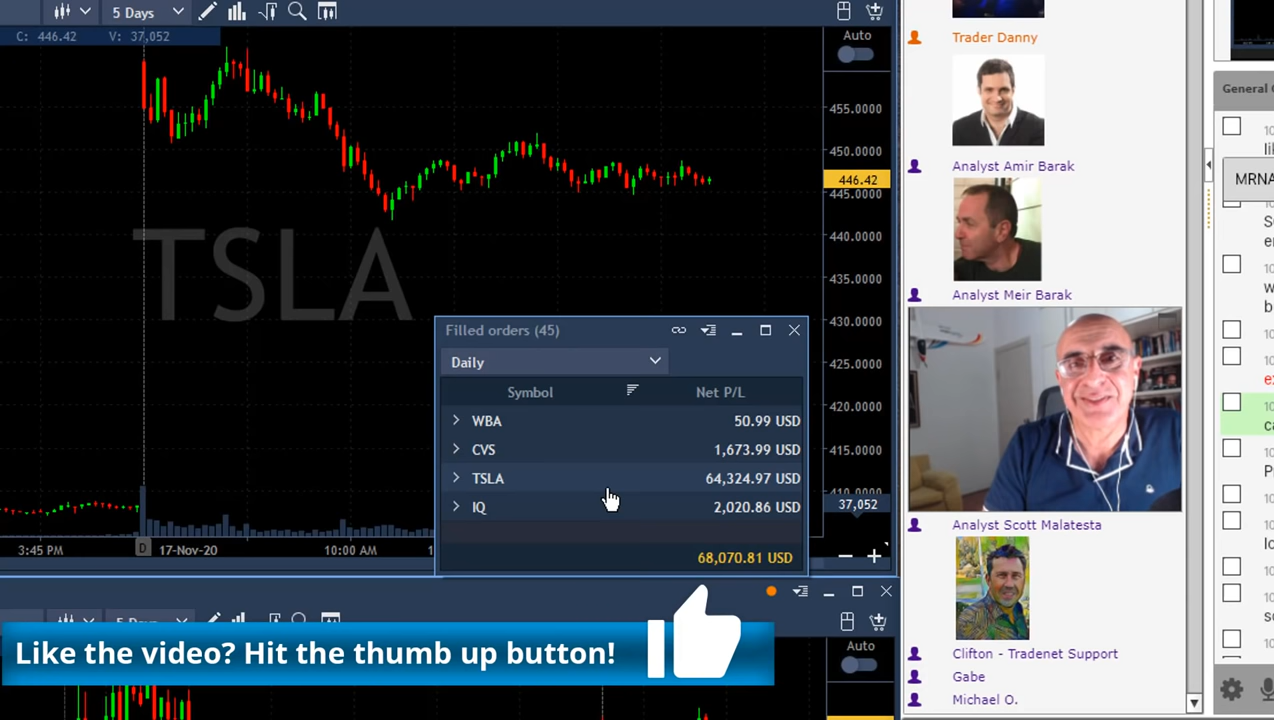 5 Days
C: 446.42 V: 37,052
Auto
455.0000
450.0000
446.42
445.0000
440.0000
435.0000
430.0000
425.0000
420.0000
415.0000
37,052
TSLA
3:45 PM
D
17-Nov-20
10:00 AM
Filled orders (45)
Daily
Symbol Net P/L
WBA 50.99 USD
CVS 1,673.99 USD
TSLA 64,324.97 USD
IQ 2,020.86 USD
68,070.81 USD
Auto
Like the video? Hit the thumb up button!
Trader Danny
Analyst Amir Barak
Analyst Meir Barak
Analyst Scott Malatesta
Clifton - Tradenet Support
Gabe
Michael O.
General
MRNA